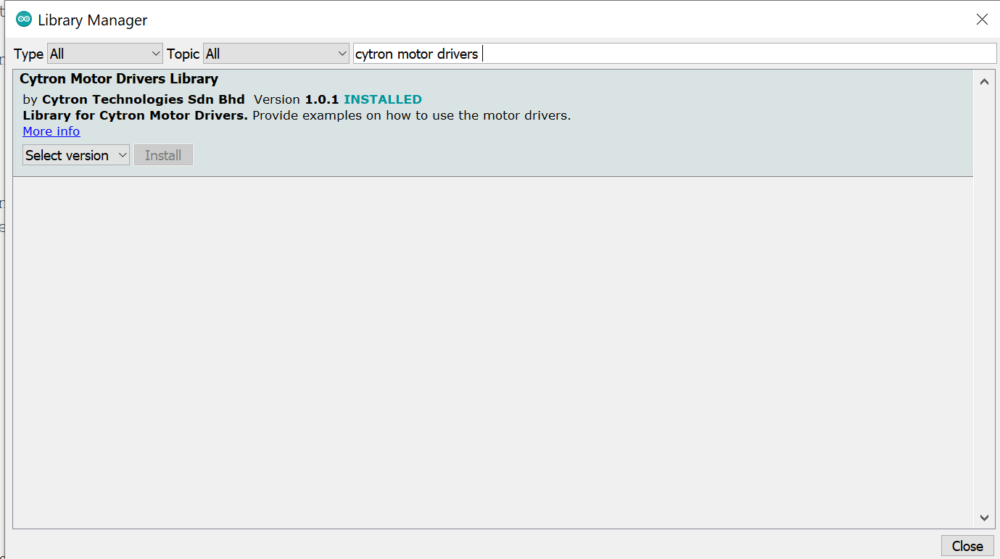 Library Manager
Type All Topic All cytron motor drivers
Cytron Motor Drivers Library
by Cytron Technologies Sdn Bhd Version 1.0.1 INSTALLED
Library for Cytron Motor Drivers. Provide examples on how to use the motor drivers.
More info
Select version Install
Close